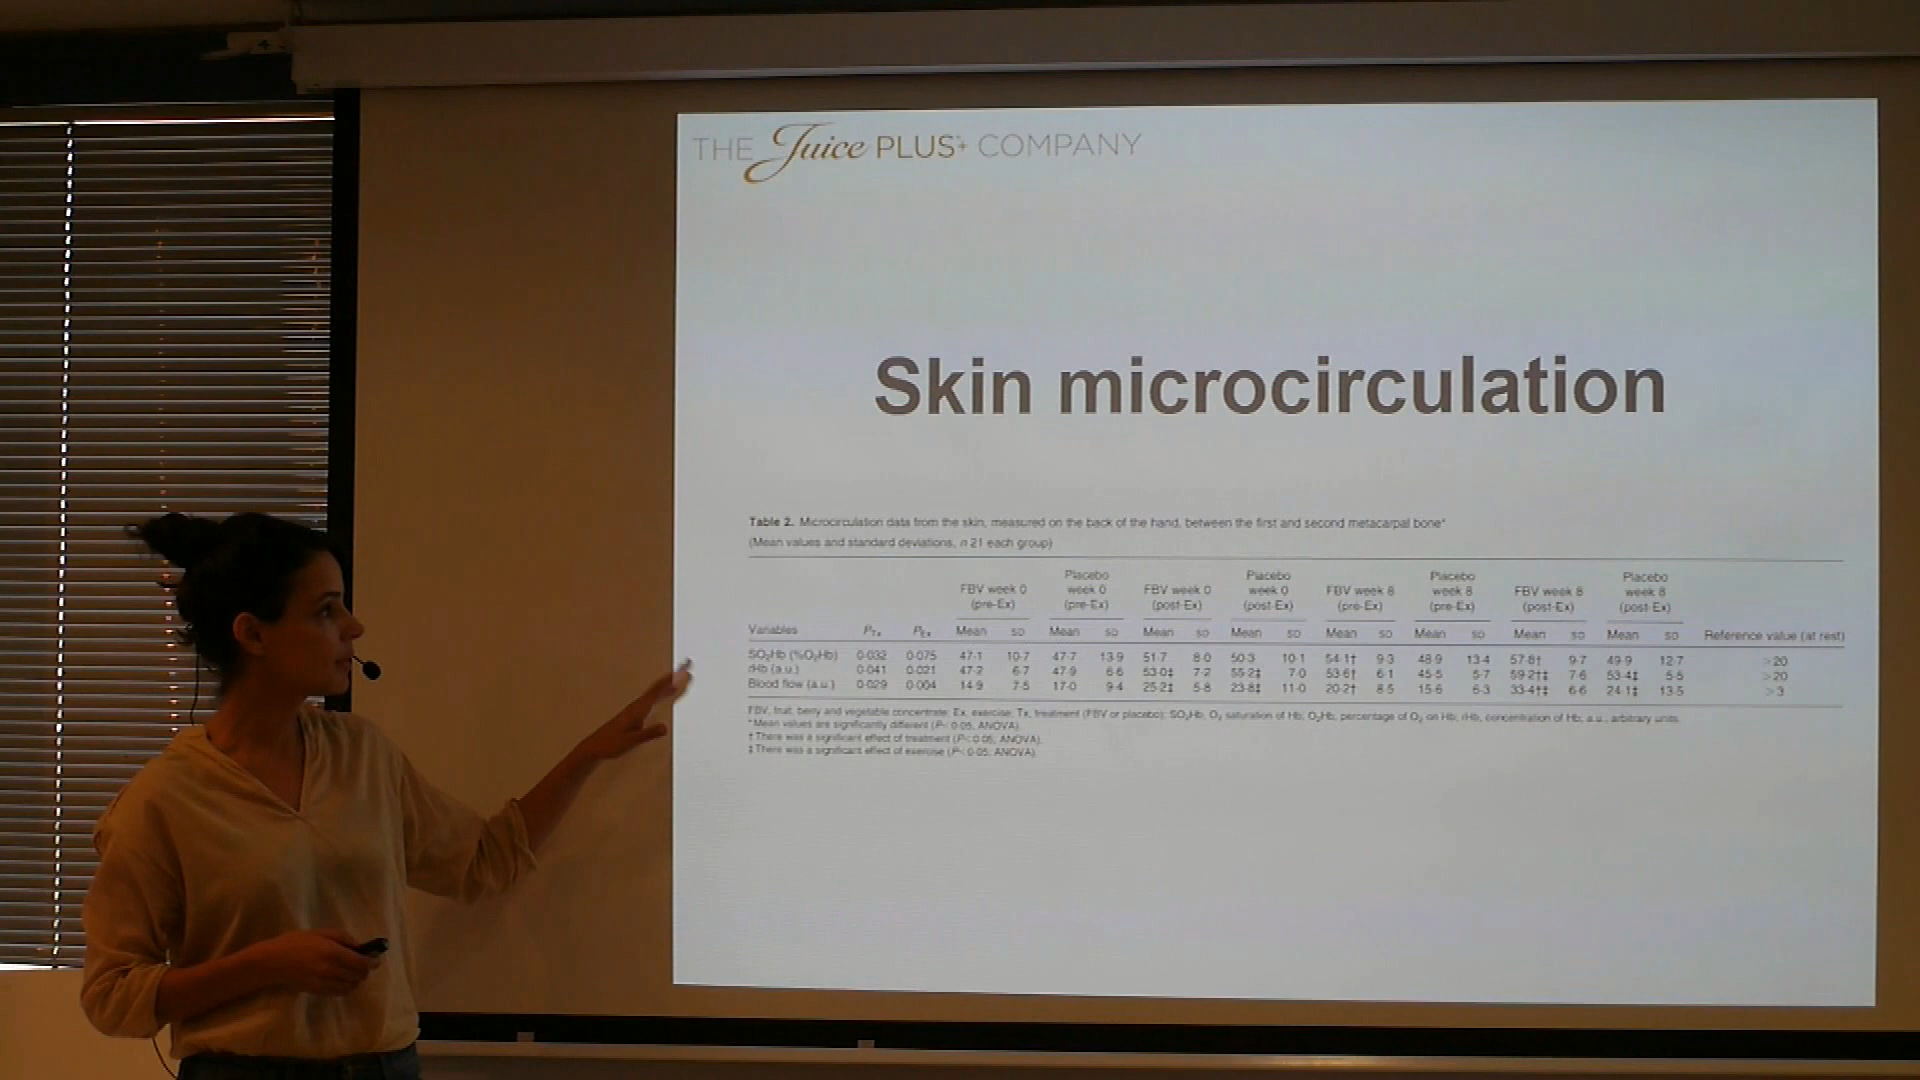 THE Juice PLUS+ COMPANY
Skin microcirculation
Table 2. Microcirculation data from the skin, measured on the back of the hand, between the first and second metacarpal bone*
(Mean values and standard deviations, n 21 each group)
FBV week 0 (pre-Ex) Placebo week 0 (pre-Ex) FBV week 0 (post-Ex) Placebo week 0 (post-Ex) FBV week 8 (pre-Ex) Placebo week 8 (pre-Ex) FBV week 8 (post-Ex) Placebo week 8 (post-Ex)
Variables PTx PEx Mean SD Mean SD Mean SD Mean SD Mean SD Mean SD Mean SD Mean SD Reference value (at rest)
SO2Hb (%O2Hb) 0·032 0·075 47·1 10·7 47·7 13·9 51·7 8·0 50·3 10·1 54·1† 9·3 48·9 13·4 57·8† 9·7 49·9 12·7 >20
rHb (a.u.) 0·041 0·021 47·2 6·7 47·9 6·6 53·0‡ 7·2 55·2‡ 7·0 53·6† 6·1 45·5 5·7 59·2†‡ 7·6 53·4‡ 5·5 >20
Blood flow (a.u.) 0·029 0·004 14·9 7·5 17·0 9·4 25·2‡ 5·8 23·8‡ 11·0 20·2† 8·5 15·6 6·3 33·4†‡ 6·6 24·1‡ 13·5 >3
FBV, fruit, berry and vegetable concentrate; Ex, exercise; Tx, treatment (FBV or placebo); SO2Hb, O2 saturation of Hb; O2Hb, percentage of O2 on Hb; rHb, concentration of Hb; a.u., arbitrary units.
*Mean values are significantly different (P<0·05; ANOVA).
† There was a significant effect of treatment (P<0·05; ANOVA).
‡ There was a significant effect of exercise (P<0·05; ANOVA).